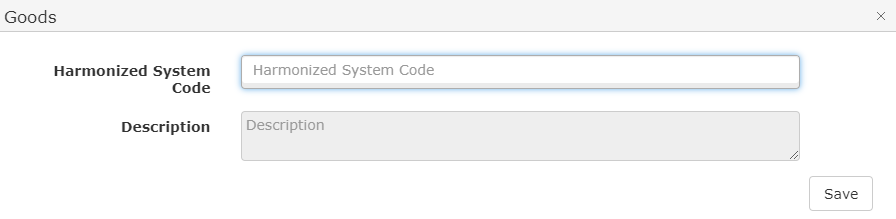 Goods
Harmonized System
Code
Harmonized System Code
Description
Description
Save